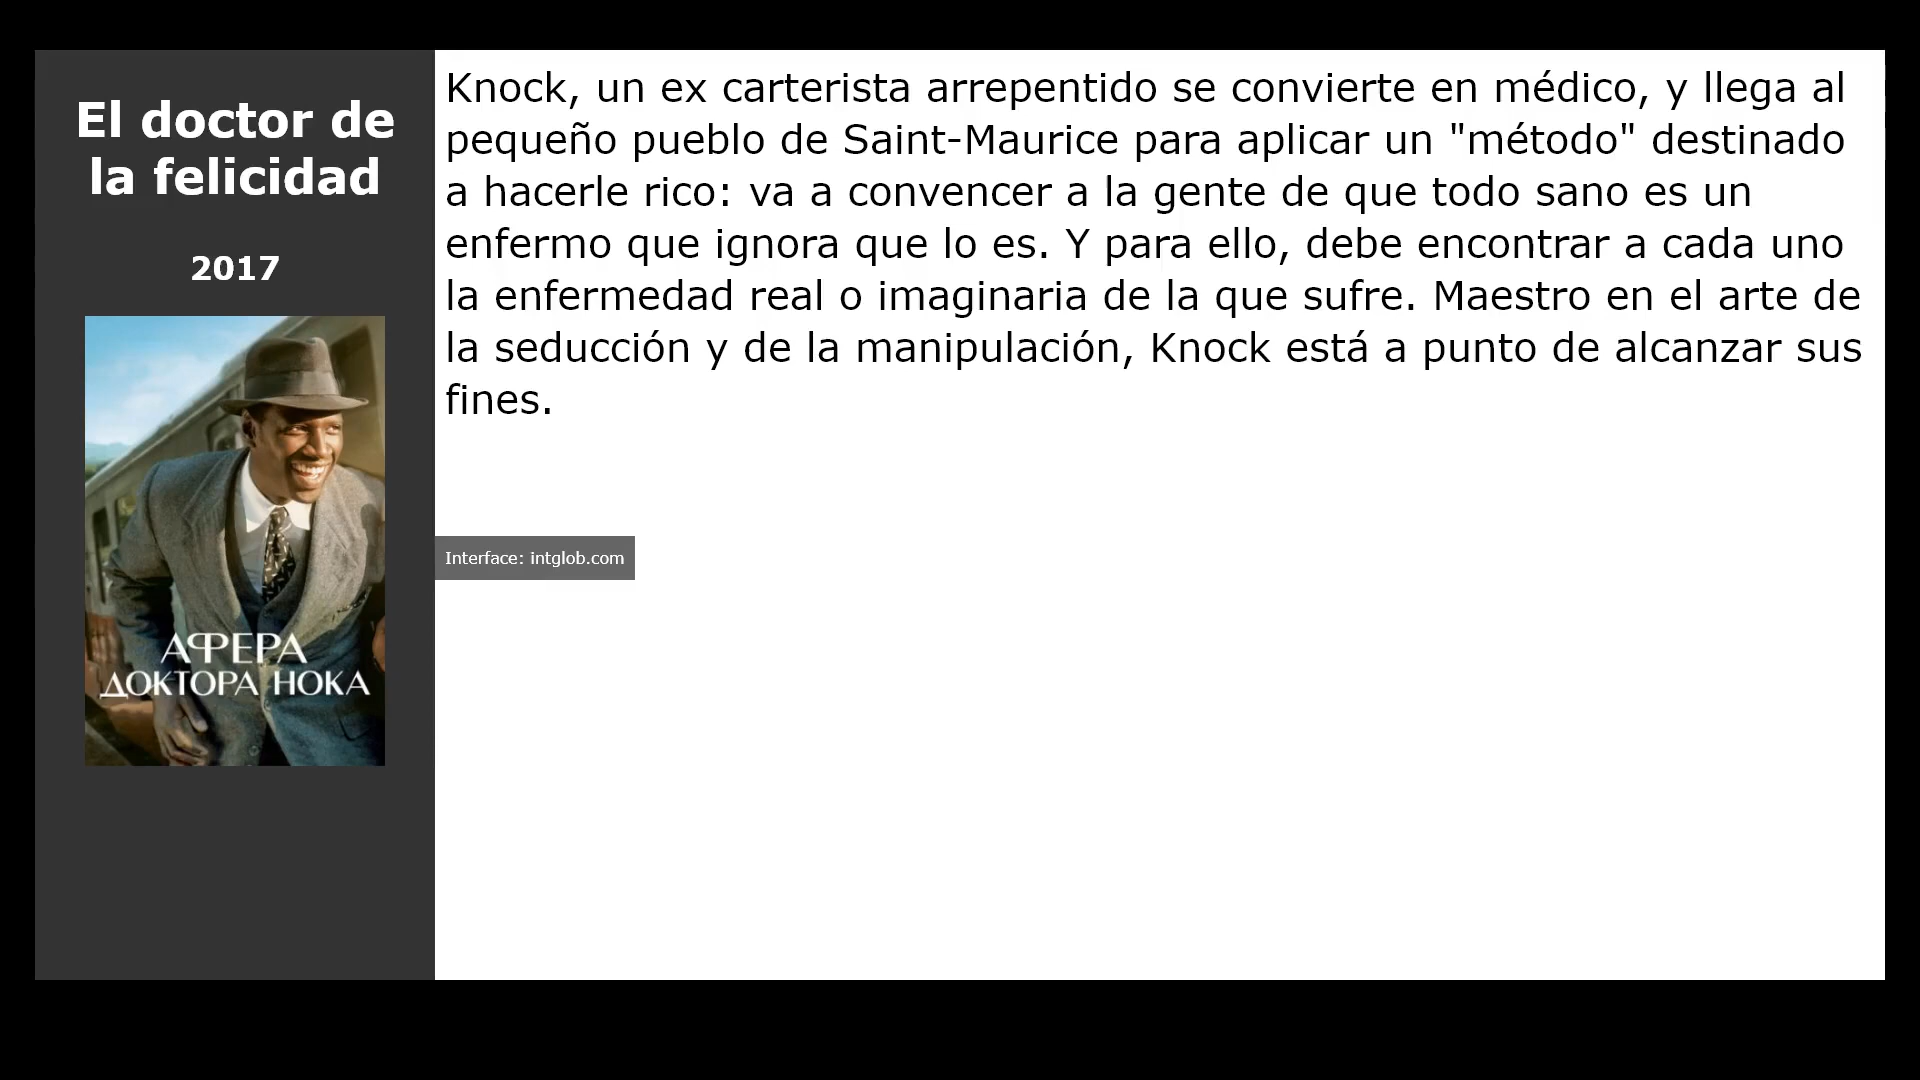 El doctor de
la felicidad
2017
АФЕРА
ДОКТОРА НОКА
Knock, un ex carterista arrepentido se convierte en médico, y llega al
pequeño pueblo de Saint-Maurice para aplicar un "método" destinado
a hacerle rico: va a convencer a la gente de que todo sano es un
enfermo que ignora que lo es. Y para ello, debe encontrar a cada uno
la enfermedad real o imaginaria de la que sufre. Maestro en el arte de
la seducción y de la manipulación, Knock está a punto de alcanzar sus
fines.
Interface: intglob.com